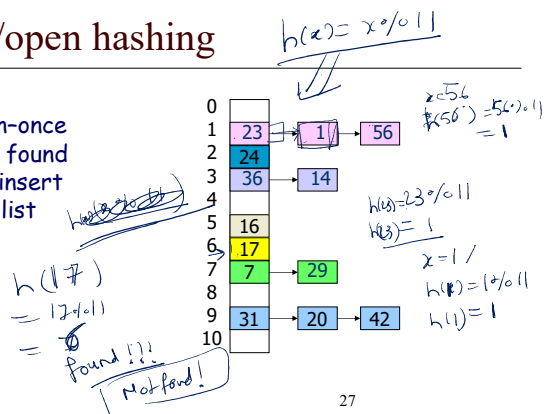 /open hashing
h(x) = x % 11
n-once
found
insert
list
0
1 23 1 56
2 24
3 36 14
4
5 16
6 17
7 7 29
8
9 31 20 42
10
x=56
h(56) = 56 % 11
= 1
h(23) = 23 % 11
h(23) = 1
x = 1
h(1) = 1 % 11
h(1) = 1
h(17)
= 17 % 11
= 6
found !!!
Not found!
27